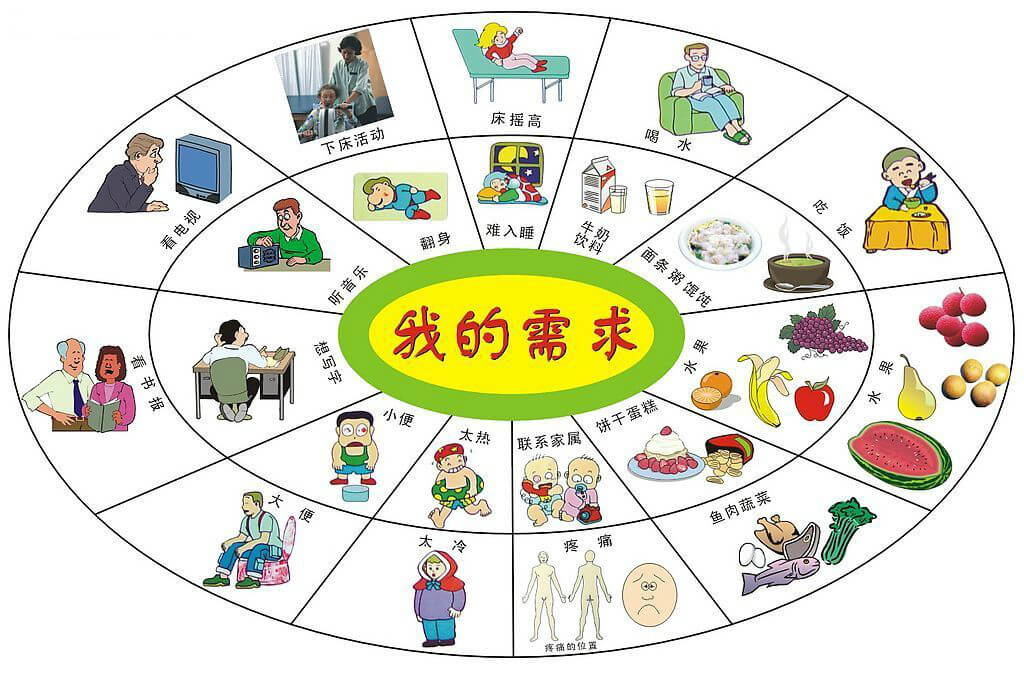 我的需求
床摇高
喝水
吃饭
水果
鱼肉蔬菜
疼痛
疼痛的位置
太冷
大便
看书报
看电视
下床活动
难入睡
牛奶
饮料
面条粥馄饨
水果
饼干蛋糕
联系家属
太热
小便
想写字
听音乐
翻身